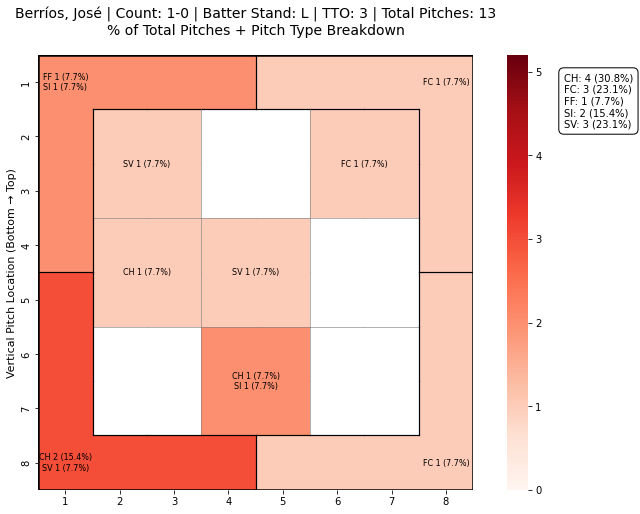 Berríos, José | Count: 1-0 | Batter Stand: L | TTO: 3 | Total Pitches: 13
% of Total Pitches + Pitch Type Breakdown
FF 1 (7.7%)
SI 1 (7.7%)
FC 1 (7.7%)
SV 1 (7.7%)
FC 1 (7.7%)
CH 1 (7.7%)
SV 1 (7.7%)
CH 1 (7.7%)
SI 1 (7.7%)
CH 2 (15.4%)
SV 1 (7.7%)
FC 1 (7.7%)
Vertical Pitch Location (Bottom → Top)
1
2
3
4
5
6
7
8
1 2 3 4 5 6 7 8
5
4
3
2
1
0
CH: 4 (30.8%)
FC: 3 (23.1%)
FF: 1 (7.7%)
SI: 2 (15.4%)
SV: 3 (23.1%)